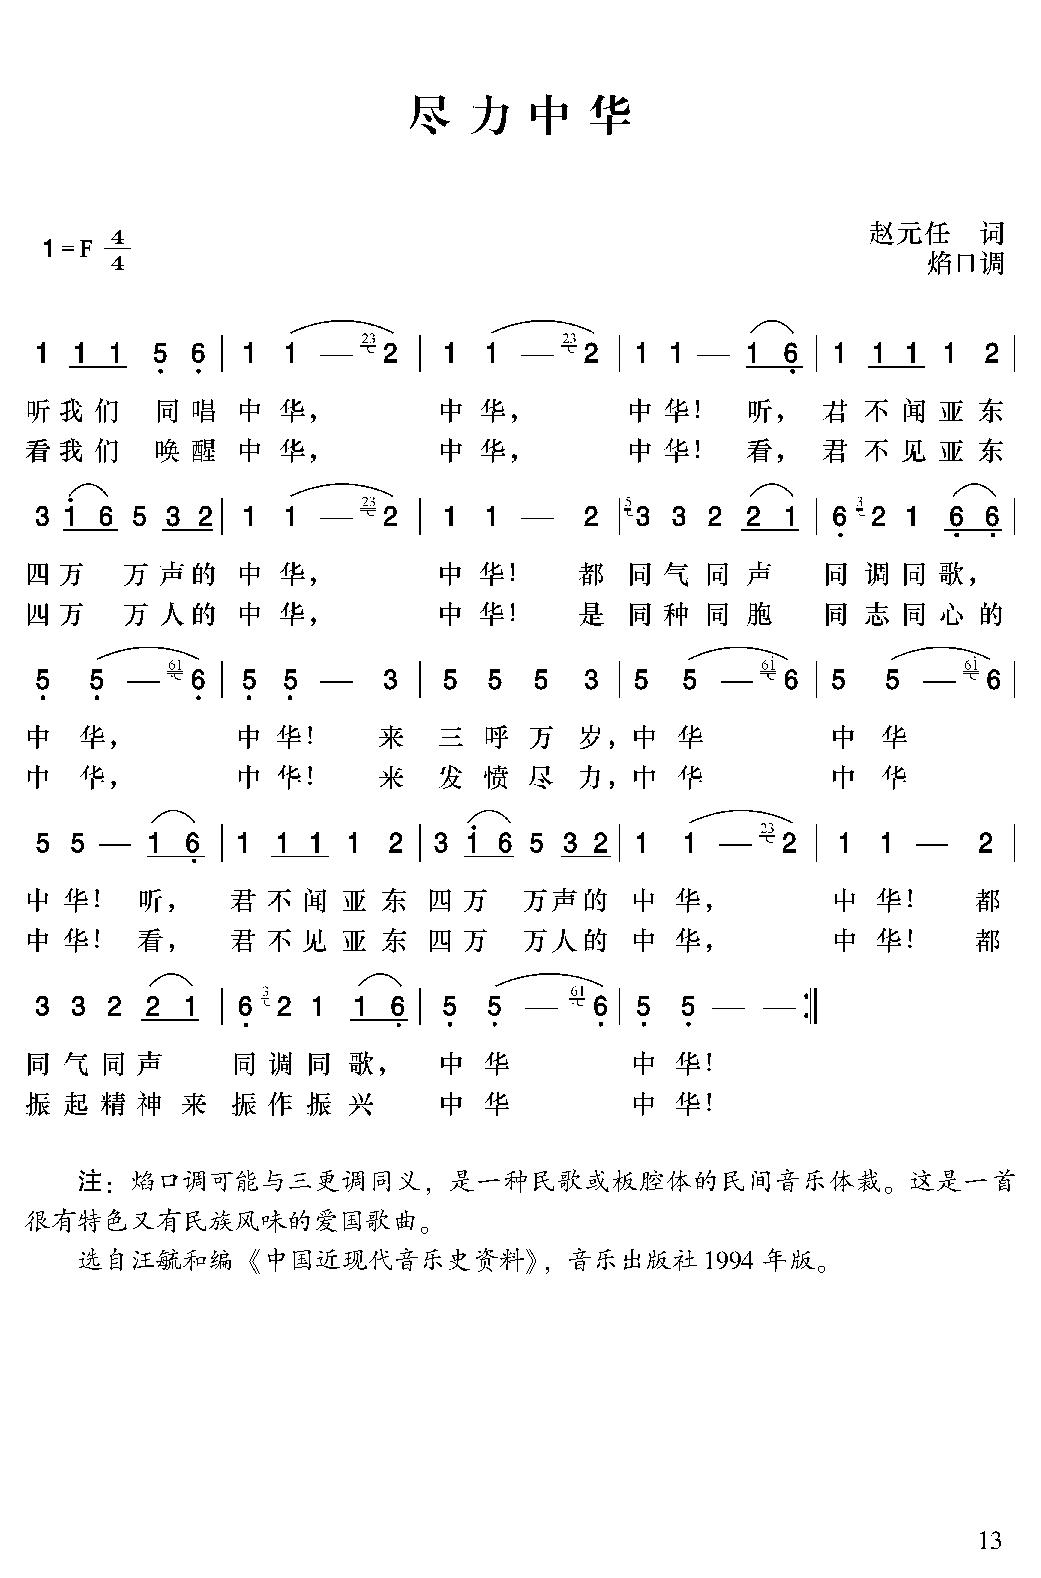 尽力中华
1=F 4/4
赵元任 词
焰口调
1 1 1 5 6 | 1 1 — 23 2 | 1 1 — 23 2 | 1 1 — 1 6 | 1 1 1 1 2 |
听我们 同唱 中华， 中华， 中华！ 听， 君不闻亚东
看我们 唤醒 中华， 中华， 中华！ 看， 君不见亚东
3 1 6 5 3 2 | 1 1 — 23 2 | 1 1 — 2 | 5 3 3 2 2 1 | 6 3 2 1 6 6 |
四万 万声的 中华， 中华！ 都 同气同声 同调同歌，
四万 万人的 中华， 中华！ 是 同种同胞 同志同心的
5 5 — 61 6 | 5 5 — 3 | 5 5 5 3 | 5 5 — 61 6 | 5 5 — 61 6 |
中华， 中华！ 来 三呼万岁，中华 中华
中华， 中华！ 来 发愤尽力，中华 中华
5 5 — 1 6 | 1 1 1 1 2 | 3 1 6 5 3 2 | 1 1 — 23 2 | 1 1 — 2 |
中华！ 听， 君不闻亚东 四万 万声的 中华， 中华！ 都
中华！ 看， 君不见亚东 四万 万人的 中华， 中华！ 都
3 3 2 2 1 | 6 3 2 1 1 6 | 5 5 — 61 6 | 5 5 — — :‖
同气同声 同调同歌， 中华 中华！
振起精神来 振作振兴 中华 中华！
注：焰口调可能与三更调同义，是一种民歌或板腔体的民间音乐体裁。这是一首
很有特色又有民族风味的爱国歌曲。
选自汪毓和编《中国近现代音乐史资料》，音乐出版社1994年版。
13